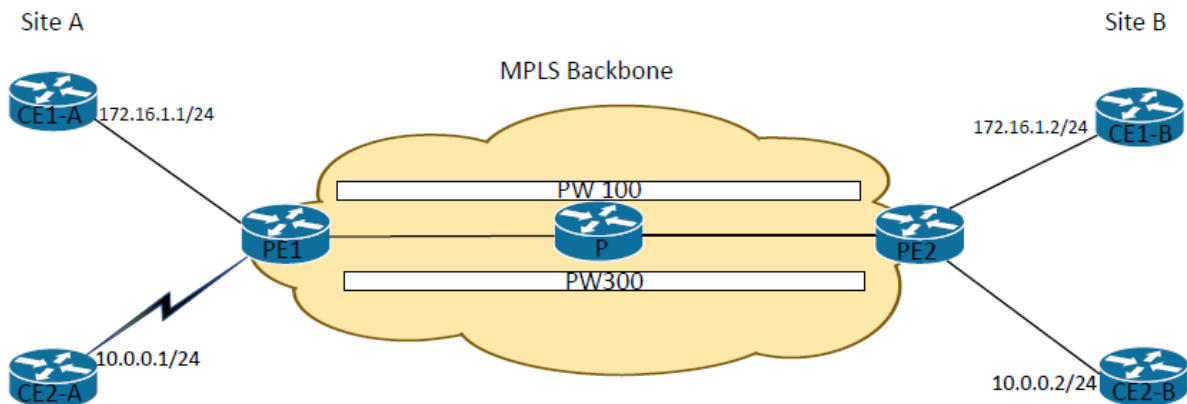 Site A
Site B
MPLS Backbone
CE1-A
172.16.1.1/24
172.16.1.2/24
CE1-B
PW 100
PE1
P
PE2
PW300
10.0.0.1/24
CE2-A
10.0.0.2/24
CE2-B